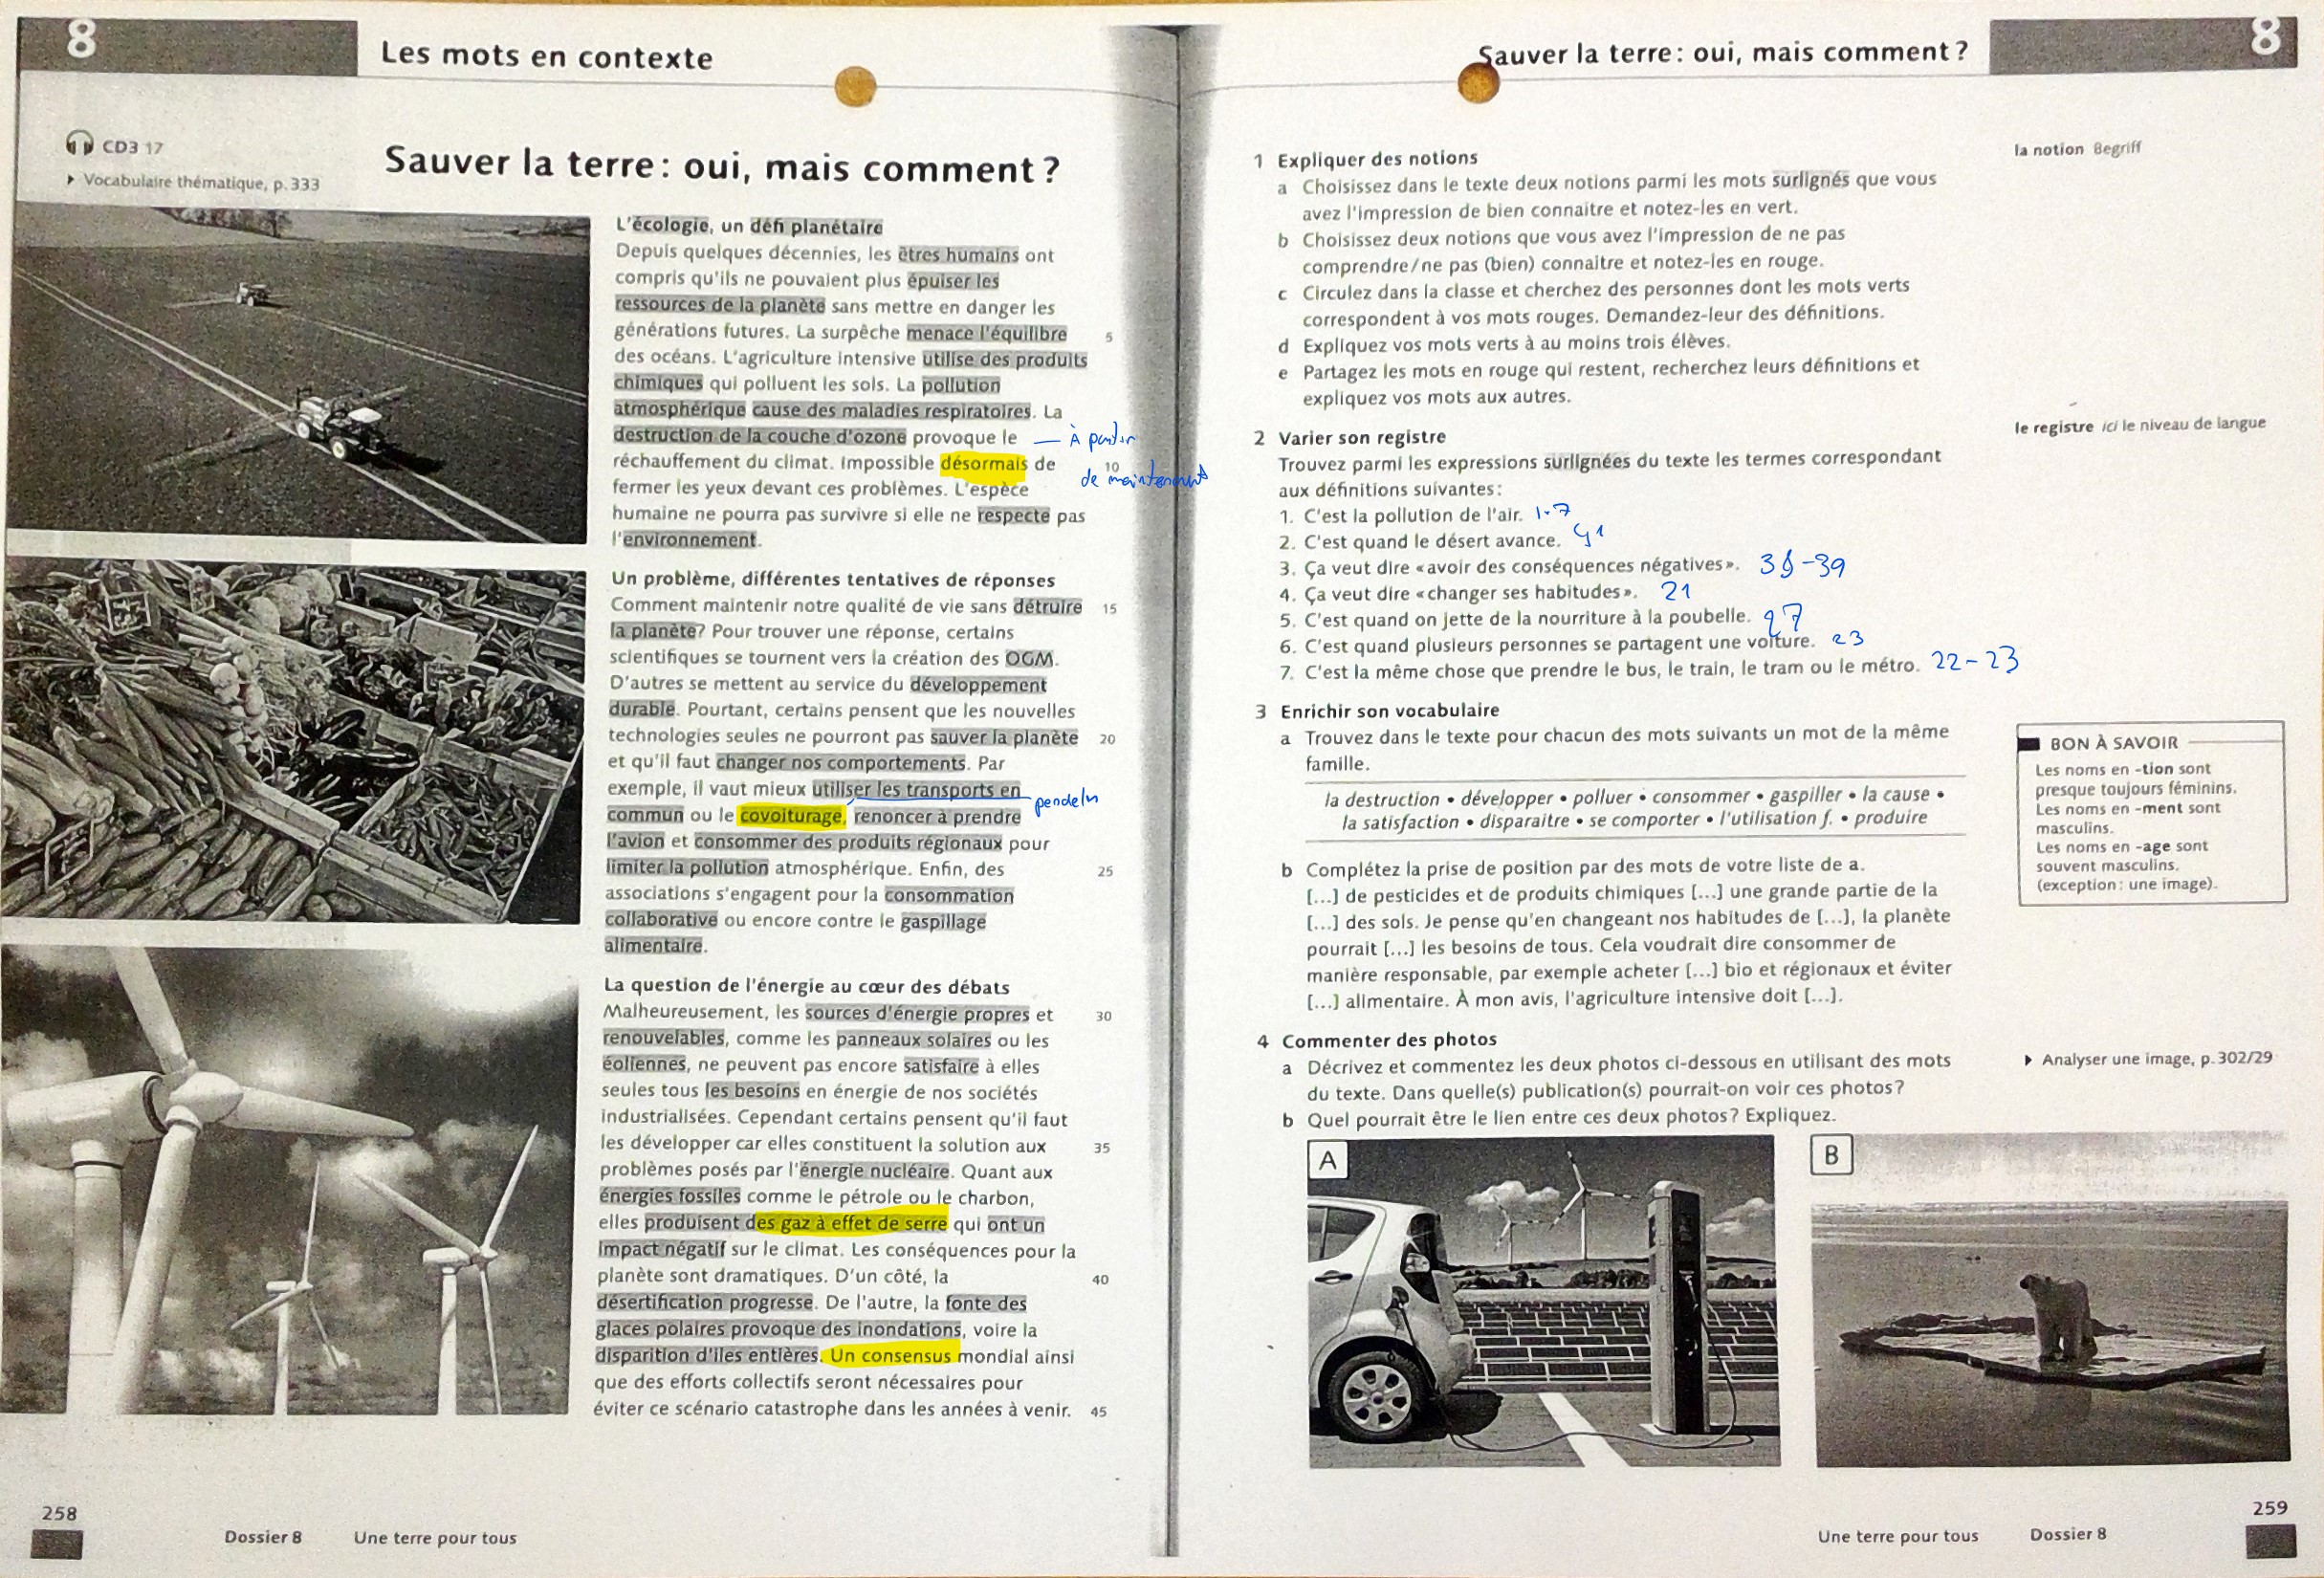 8
Les mots en contexte
CD3 17
Vocabulaire thématique, p. 333
Sauver la terre : oui, mais comment ?
L'écologie, un défi planétaire
Depuis quelques décennies, les êtres humains ont
compris qu'ils ne pouvaient plus épuiser les
ressources de la planète sans mettre en danger les
générations futures. La surpêche menace l'équilibre 5
des océans. L'agriculture intensive utilise des produits
chimiques qui polluent les sols. La pollution
atmosphérique cause des maladies respiratoires. La
destruction de la couche d'ozone provoque le — À partir
réchauffement du climat. Impossible désormais de 10 de maintenant
fermer les yeux devant ces problèmes. L'espèce
humaine ne pourra pas survivre si elle ne respecte pas
l'environnement.
Un problème, différentes tentatives de réponses
Comment maintenir notre qualité de vie sans détruire 15
la planète? Pour trouver une réponse, certains
scientifiques se tournent vers la création des OGM.
D'autres se mettent au service du développement
durable. Pourtant, certains pensent que les nouvelles
technologies seules ne pourront pas sauver la planète 20
et qu'il faut changer nos comportements. Par
exemple, il vaut mieux utiliser les transports en
commun ou le covoiturage, renoncer à prendre pendeln
l'avion et consommer des produits régionaux pour
limiter la pollution atmosphérique. Enfin, des 25
associations s'engagent pour la consommation
collaborative ou encore contre le gaspillage
alimentaire.
La question de l'énergie au cœur des débats
Malheureusement, les sources d'énergie propres et 30
renouvelables, comme les panneaux solaires ou les
éoliennes, ne peuvent pas encore satisfaire à elles
seules tous les besoins en énergie de nos sociétés
industrialisées. Cependant certains pensent qu'il faut
les développer car elles constituent la solution aux 35
problèmes posés par l'énergie nucléaire. Quant aux
énergies fossiles comme le pétrole ou le charbon,
elles produisent des gaz à effet de serre qui ont un
impact négatif sur le climat. Les conséquences pour la
planète sont dramatiques. D'un côté, la 40
désertification progresse. De l'autre, la fonte des
glaces polaires provoque des inondations, voire la
disparition d'iles entières. Un consensus mondial ainsi
que des efforts collectifs seront nécessaires pour
éviter ce scénario catastrophe dans les années à venir. 45
258
Dossier 8 Une terre pour tous
Sauver la terre : oui, mais comment ?
8
1 Expliquer des notions
la notion Begriff
a Choisissez dans le texte deux notions parmi les mots surlignés que vous
avez l'impression de bien connaitre et notez-les en vert.
b Choisissez deux notions que vous avez l'impression de ne pas
comprendre/ne pas (bien) connaitre et notez-les en rouge.
c Circulez dans la classe et cherchez des personnes dont les mots verts
correspondent à vos mots rouges. Demandez-leur des définitions.
d Expliquez vos mots verts à au moins trois élèves.
e Partagez les mots en rouge qui restent, recherchez leurs définitions et
expliquez vos mots aux autres.
2 Varier son registre
le registre ici le niveau de langue
Trouvez parmi les expressions surlignées du texte les termes correspondant
aux définitions suivantes :
1. C'est la pollution de l'air. 1-7
2. C'est quand le désert avance. 41
3. Ça veut dire «avoir des conséquences négatives». 38-39
4. Ça veut dire «changer ses habitudes». 21
5. C'est quand on jette de la nourriture à la poubelle. 27
6. C'est quand plusieurs personnes se partagent une voiture. 23
7. C'est la même chose que prendre le bus, le train, le tram ou le métro. 22-23
3 Enrichir son vocabulaire
a Trouvez dans le texte pour chacun des mots suivants un mot de la même
famille.
la destruction • développer • polluer • consommer • gaspiller • la cause •
la satisfaction • disparaitre • se comporter • l'utilisation f. • produire
BON À SAVOIR
Les noms en -tion sont
presque toujours féminins.
Les noms en -ment sont
masculins.
Les noms en -age sont
souvent masculins.
(exception : une image).
b Complétez la prise de position par des mots de votre liste de a.
[...] de pesticides et de produits chimiques [...] une grande partie de la
[...] des sols. Je pense qu'en changeant nos habitudes de [...], la planète
pourrait [...] les besoins de tous. Cela voudrait dire consommer de
manière responsable, par exemple acheter [...] bio et régionaux et éviter
[...] alimentaire. À mon avis, l'agriculture intensive doit [...].
4 Commenter des photos
a Décrivez et commentez les deux photos ci-dessous en utilisant des mots
Analyser une image, p. 302/29
du texte. Dans quelle(s) publication(s) pourrait-on voir ces photos?
b Quel pourrait être le lien entre ces deux photos? Expliquez.
A
B
259
Une terre pour tous Dossier 8